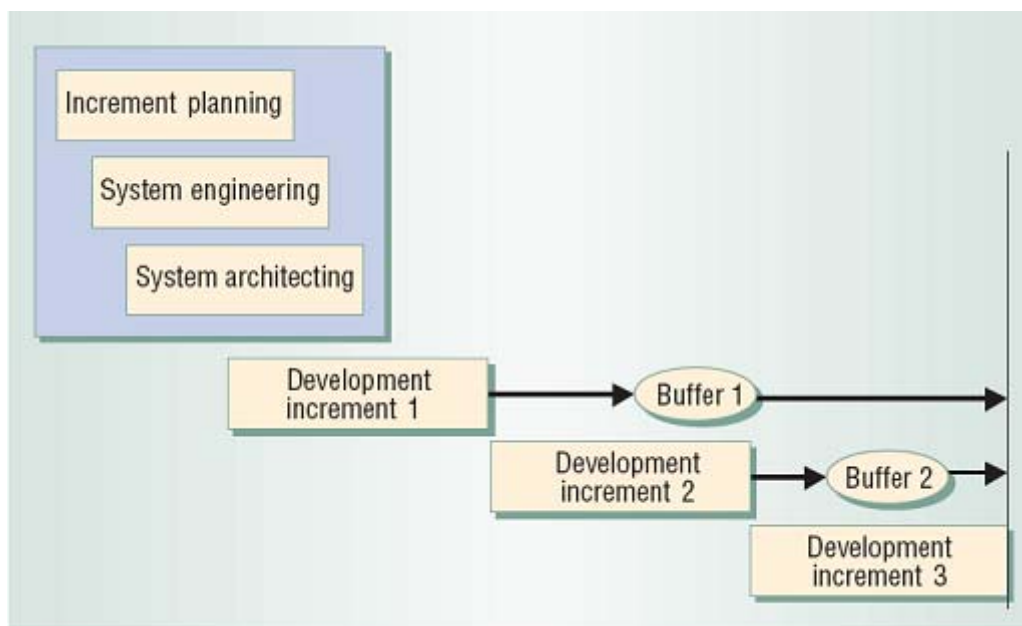 Increment planning
System engineering
System architecting
Development
increment 1
Buffer 1
Development
increment 2
Buffer 2
Development
increment 3